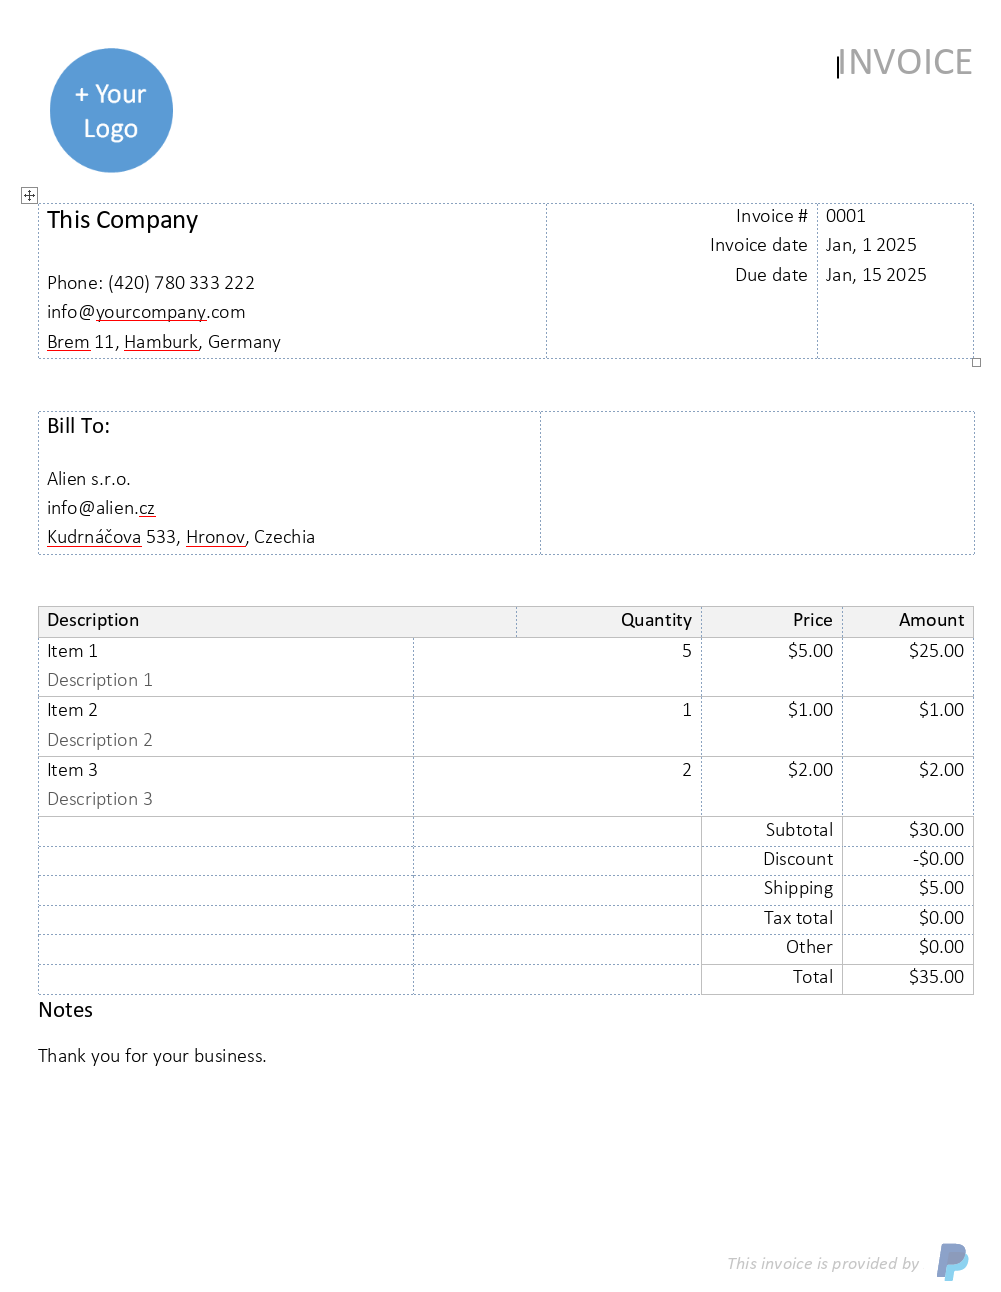 + Your
Logo
INVOICE
This Company
Phone: (420) 780 333 222
info@yourcompany.com
Brem 11, Hamburk, Germany
Invoice # 0001
Invoice date Jan, 1 2025
Due date Jan, 15 2025
Bill To:
Alien s.r.o.
info@alien.cz
Kudrnáčova 533, Hronov, Czechia
Description Quantity Price Amount
Item 1 5 $5.00 $25.00
Description 1
Item 2 1 $1.00 $1.00
Description 2
Item 3 2 $2.00 $2.00
Description 3
Subtotal $30.00
Discount -$0.00
Shipping $5.00
Tax total $0.00
Other $0.00
Total $35.00
Notes
Thank you for your business.
This invoice is provided by